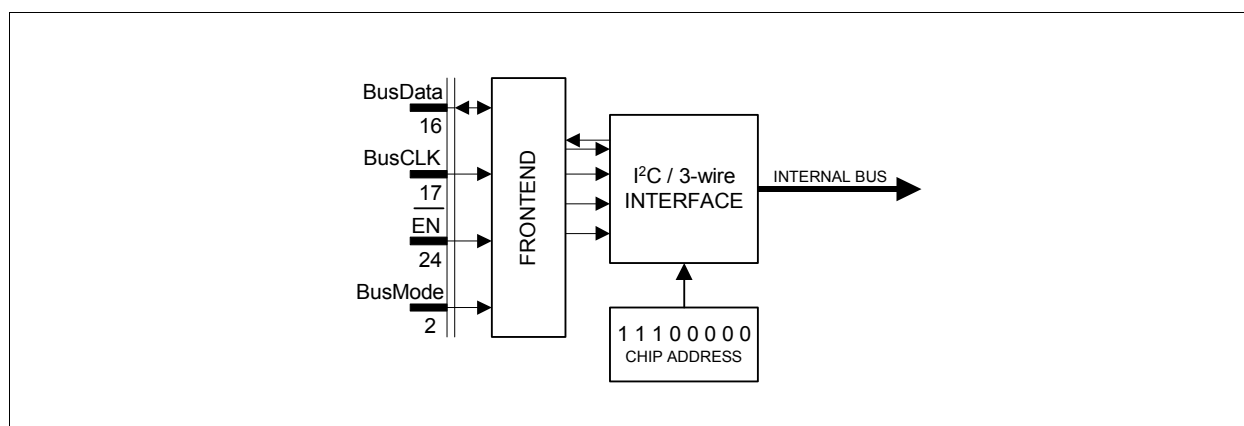 BusData
16
BusCLK
17
EN
24
BusMode
2
FRONTEND
I²C / 3-wire
INTERFACE
INTERNAL BUS
1 1 1 0 0 0 0 0
CHIP ADDRESS